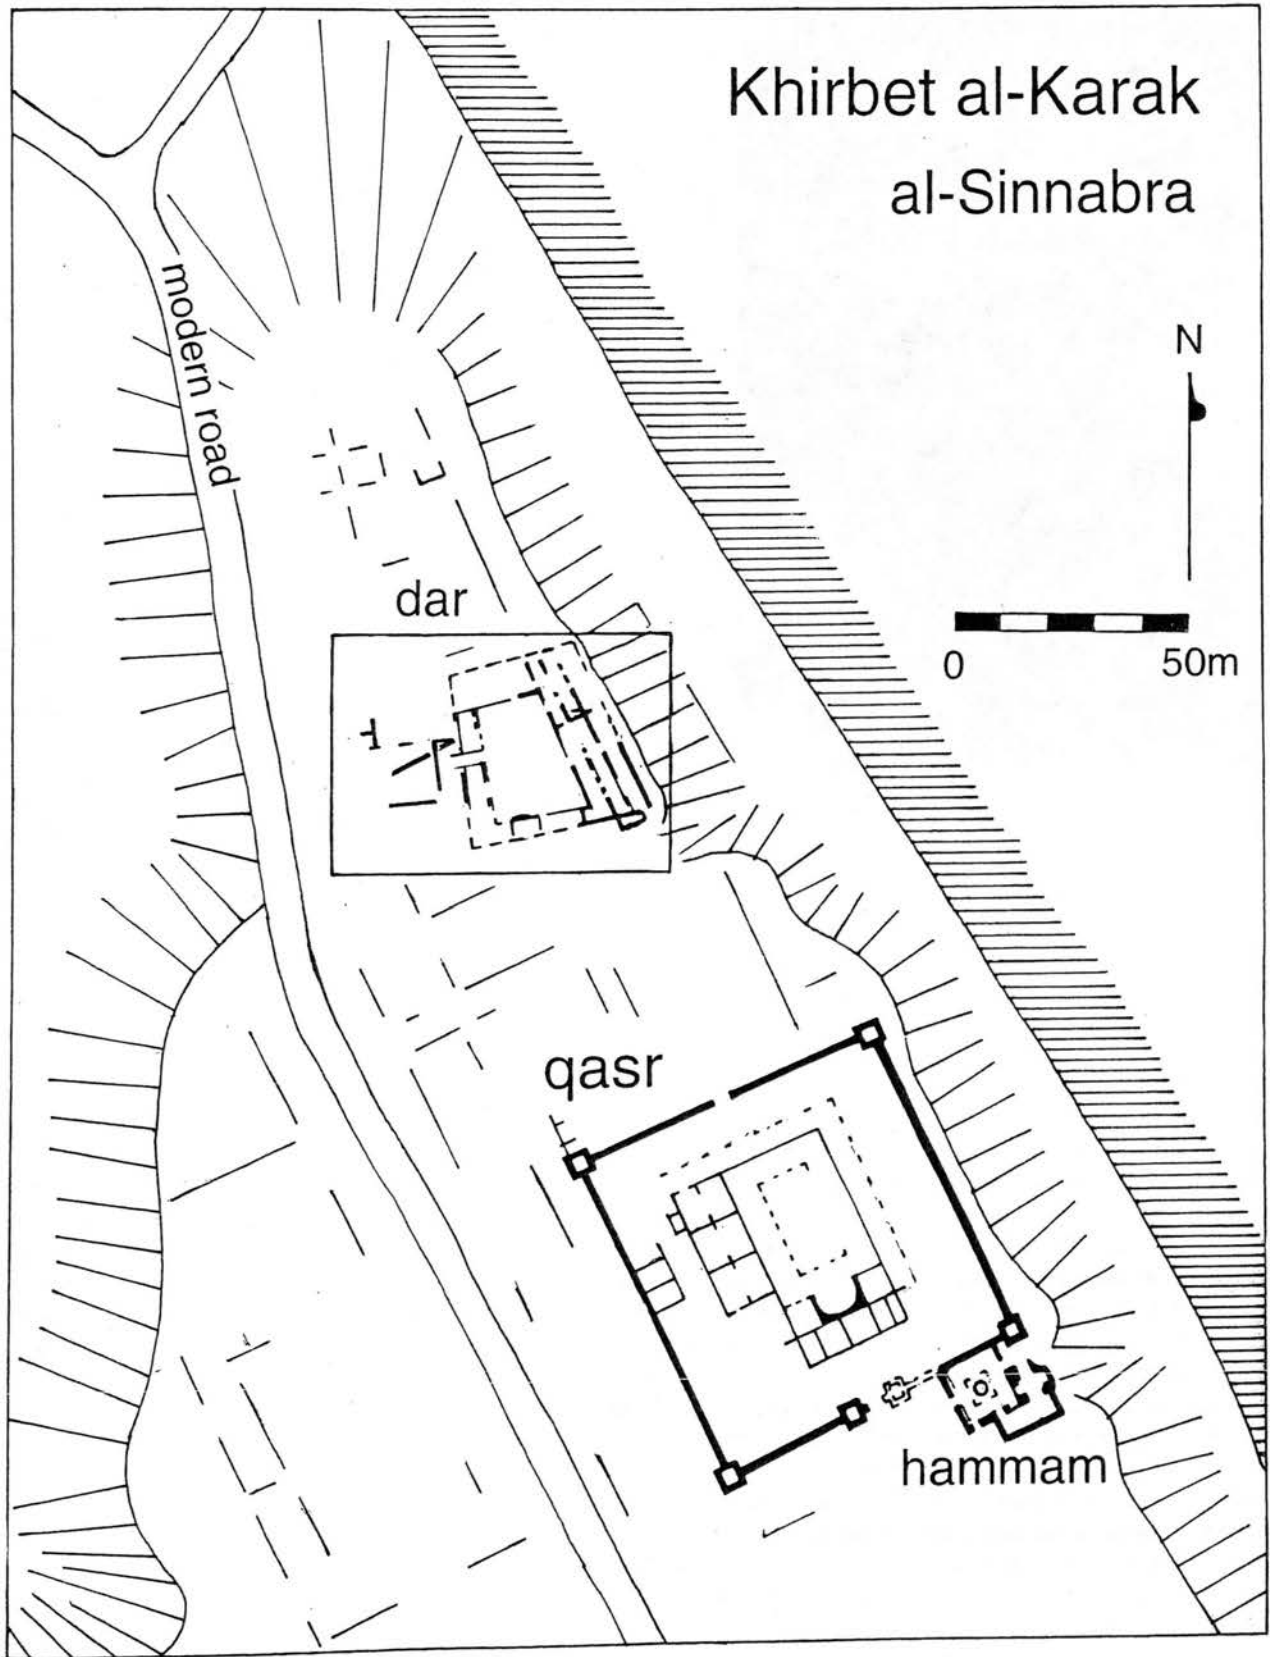 Khirbet al-Karak
al-Sinnabra
N
modern road
0 50m
dar
qasr
hammam